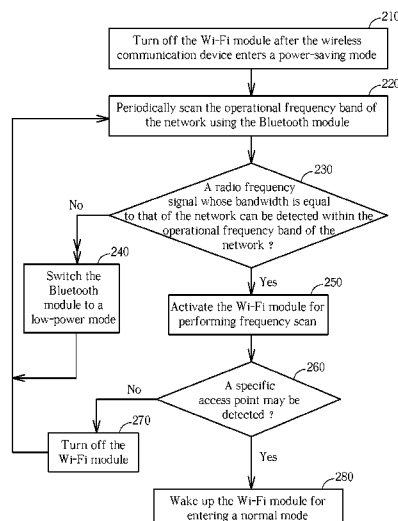 210
Turn off the Wi-Fi module after the wireless
communication device enters a power-saving mode
220
Periodically scan the operational frequency band of
the network using the Bluetooth module
230
A radio frequency
signal whose bandwidth is equal
to that of the network can be detected within the
operational frequency band of the
network ?
No
240
Switch the
Bluetooth
module to a
low-power mode
Yes
250
Activate the Wi-Fi module for
performing frequency scan
260
A specific
access point may be
detected ?
No
270
Turn off the
Wi-Fi module
Yes
280
Wake up the Wi-Fi module for
entering a normal mode